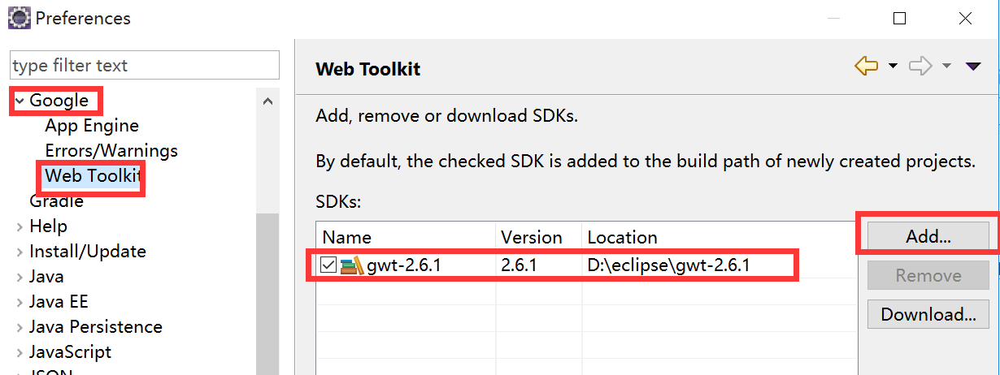 Preferences
type filter text
Google
App Engine
Errors/Warnings
Web Toolkit
Gradle
Help
Install/Update
Java
Java EE
Java Persistence
JavaScript
JSON
Web Toolkit
Add, remove or download SDKs.
By default, the checked SDK is added to the build path of newly created projects.
SDKs:
Name Version Location
gwt-2.6.1 2.6.1 D:\eclipse\gwt-2.6.1
Add...
Remove
Download...